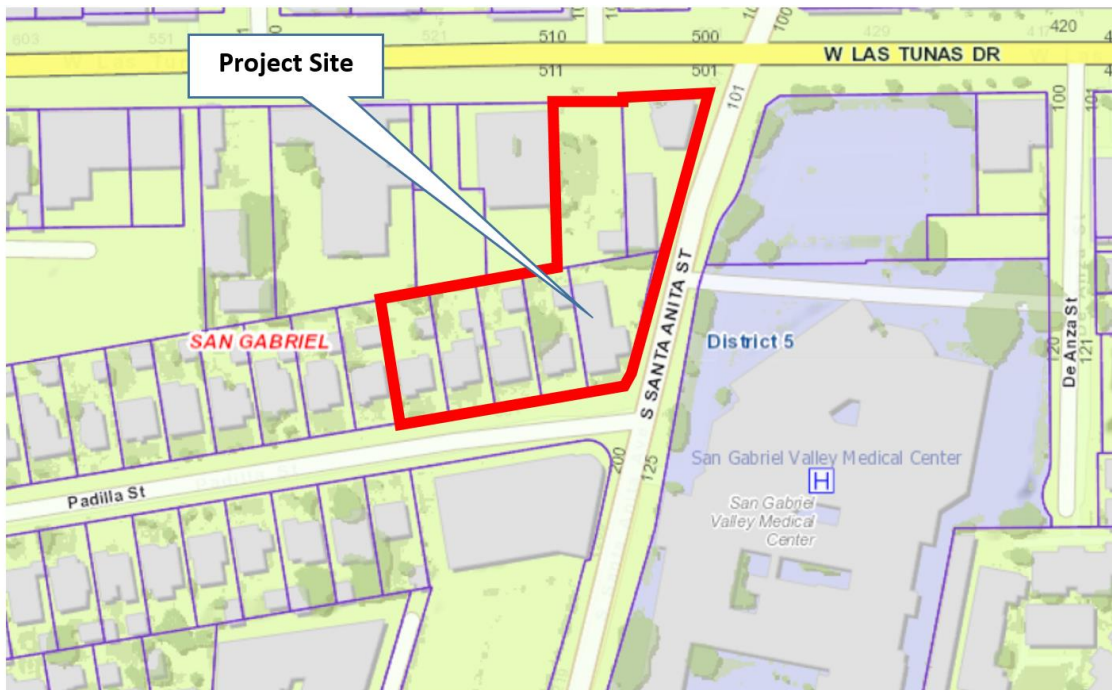 603
551
521
510
500
429
417
420
Project Site
W LAS TUNAS DR
511
501
101
100
101
SAN GABRIEL
S SANTA ANITA ST
District 5
De Anza St
120
121
San Gabriel Valley Medical Center
H
San Gabriel
Valley Medical
Center
200
125
Padilla St